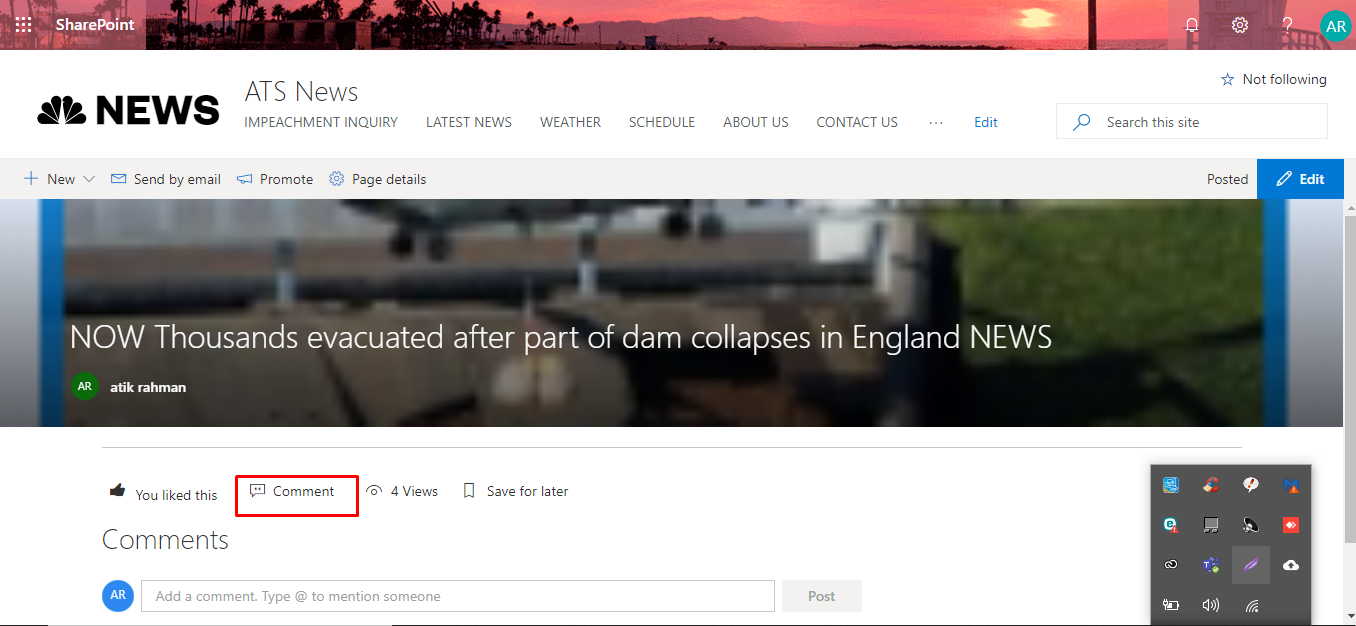 SharePoint
AR
NEWS
ATS News
Not following
IMPEACHMENT INQUIRY LATEST NEWS WEATHER SCHEDULE ABOUT US CONTACT US ... Edit
Search this site
New Send by email Promote Page details Posted Edit
NOW Thousands evacuated after part of dam collapses in England NEWS
AR atik rahman
You liked this Comment 4 Views Save for later
Comments
AR Add a comment. Type @ to mention someone Post